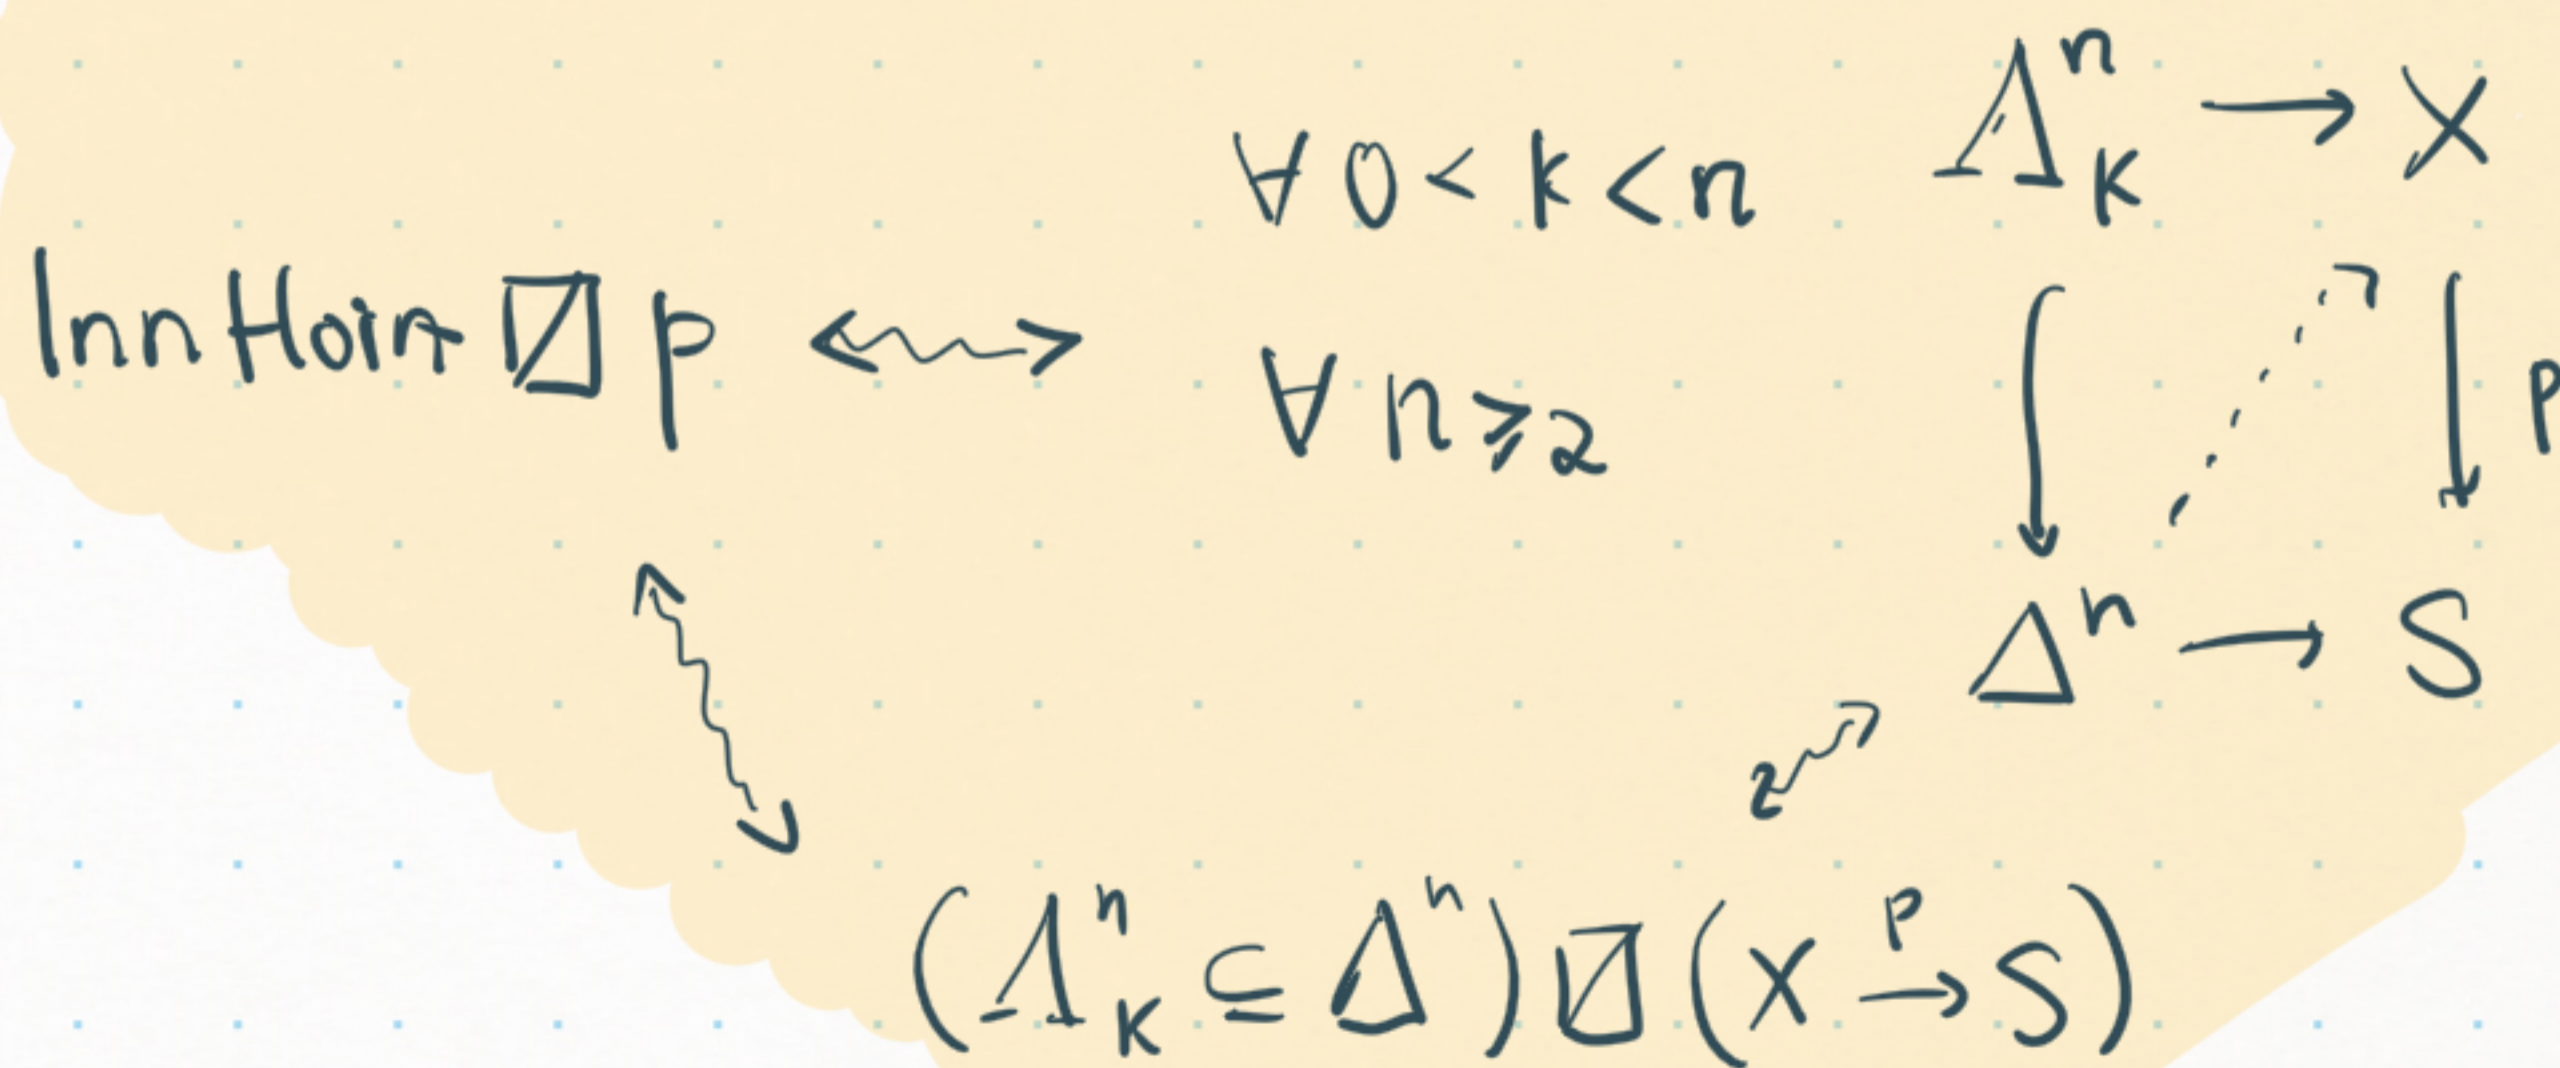 ∀ 0 < k < n   Λ^n_k → X
InnHorn ⧄ p ↔ ∀ n ⩾ 2   ↓ p
Δ^n → S
(Λ^n_k ⊆ Δ^n) ⧄ (X →^p S)